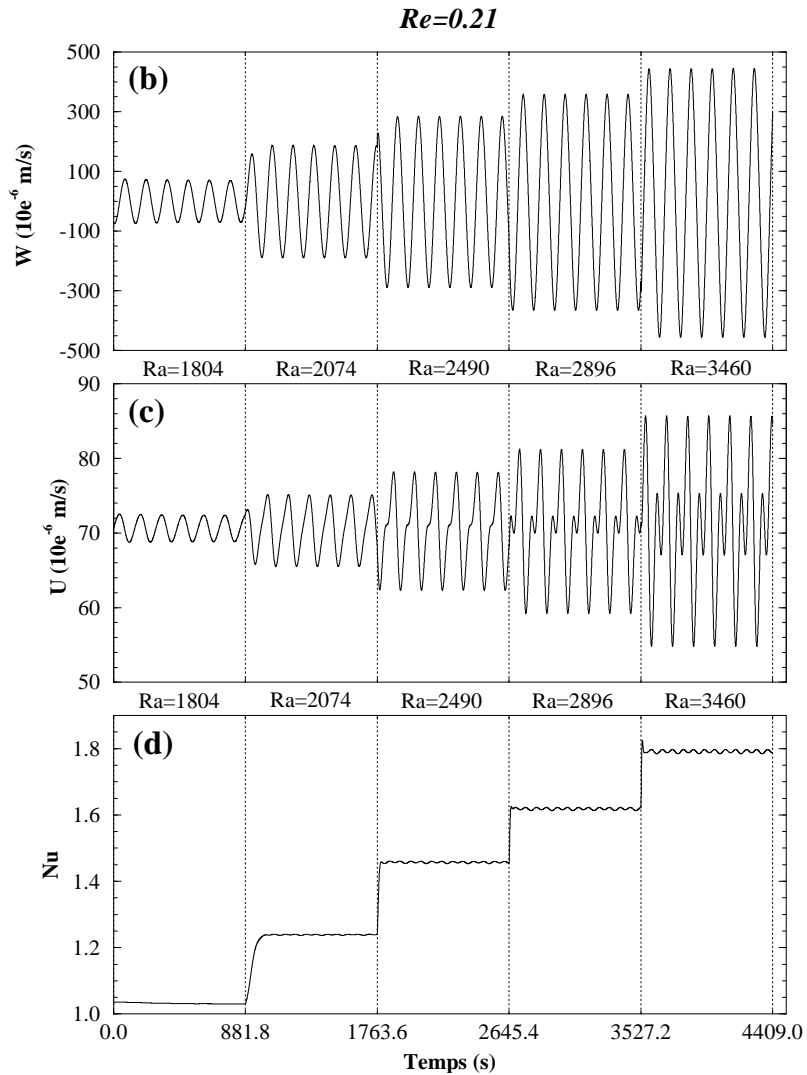 Re=0.21
(b)
W (10e⁻⁶ m/s)
500
300
100
-100
-300
-500
Ra=1804 Ra=2074 Ra=2490 Ra=2896 Ra=3460
(c)
U (10e⁻⁶ m/s)
90
80
70
60
50
Ra=1804 Ra=2074 Ra=2490 Ra=2896 Ra=3460
(d)
Nu
1.8
1.6
1.4
1.2
1.0
0.0 881.8 1763.6 2645.4 3527.2 4409.0
Temps (s)